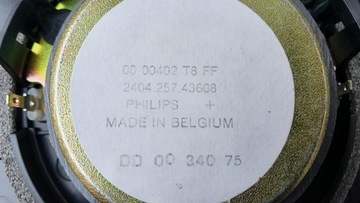 00 00402 T8 FF
2404.257.43608
PHILIPS +
MADE IN BELGIUM
DD 00 340 75